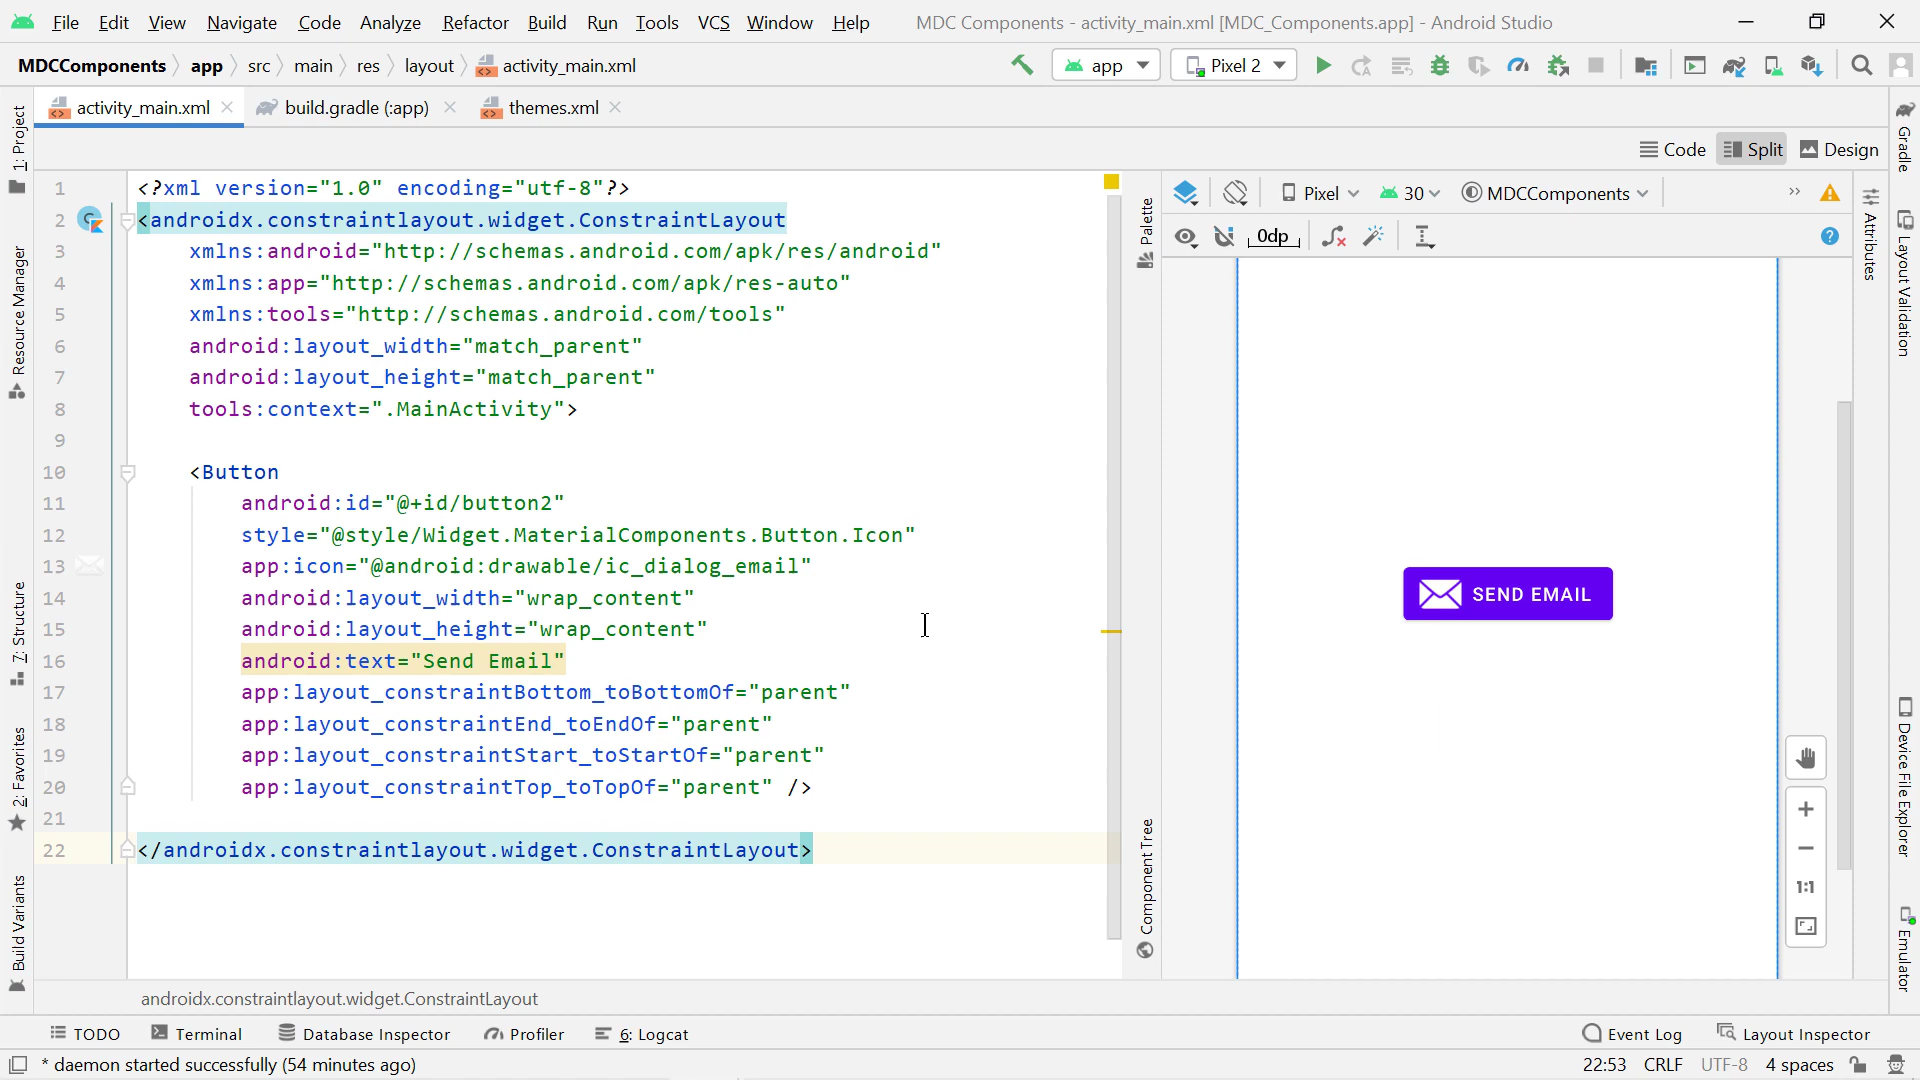 File Edit View Navigate Code Analyze Refactor Build Run Tools VCS Window Help MDC Components - activity_main.xml [MDC_Components.app] - Android Studio
MDCComponents app src main res layout activity_main.xml app Pixel 2
activity_main.xml build.gradle (:app) themes.xml
Code Split Design
Pixel 30 MDCComponents
0dp
1 <?xml version="1.0" encoding="utf-8"?>
2 <androidx.constraintlayout.widget.ConstraintLayout
3 xmlns:android="http://schemas.android.com/apk/res/android"
4 xmlns:app="http://schemas.android.com/apk/res-auto"
5 xmlns:tools="http://schemas.android.com/tools"
6 android:layout_width="match_parent"
7 android:layout_height="match_parent"
8 tools:context=".MainActivity">
9
10 <Button
11 android:id="@+id/button2"
12 style="@style/Widget.MaterialComponents.Button.Icon"
13 app:icon="@android:drawable/ic_dialog_email"
14 android:layout_width="wrap_content"
15 android:layout_height="wrap_content"
16 android:text="Send Email"
17 app:layout_constraintBottom_toBottomOf="parent"
18 app:layout_constraintEnd_toEndOf="parent"
19 app:layout_constraintStart_toStartOf="parent"
20 app:layout_constraintTop_toTopOf="parent" />
21
22 </androidx.constraintlayout.widget.ConstraintLayout>
SEND EMAIL
1:1
1: Project
Resource Manager
7: Structure
2: Favorites
Build Variants
Palette
Component Tree
Attributes
Gradle
Layout Validation
Device File Explorer
Emulator
androidx.constraintlayout.widget.ConstraintLayout
TODO Terminal Database Inspector Profiler 6: Logcat Event Log Layout Inspector
* daemon started successfully (54 minutes ago) 22:53 CRLF UTF-8 4 spaces